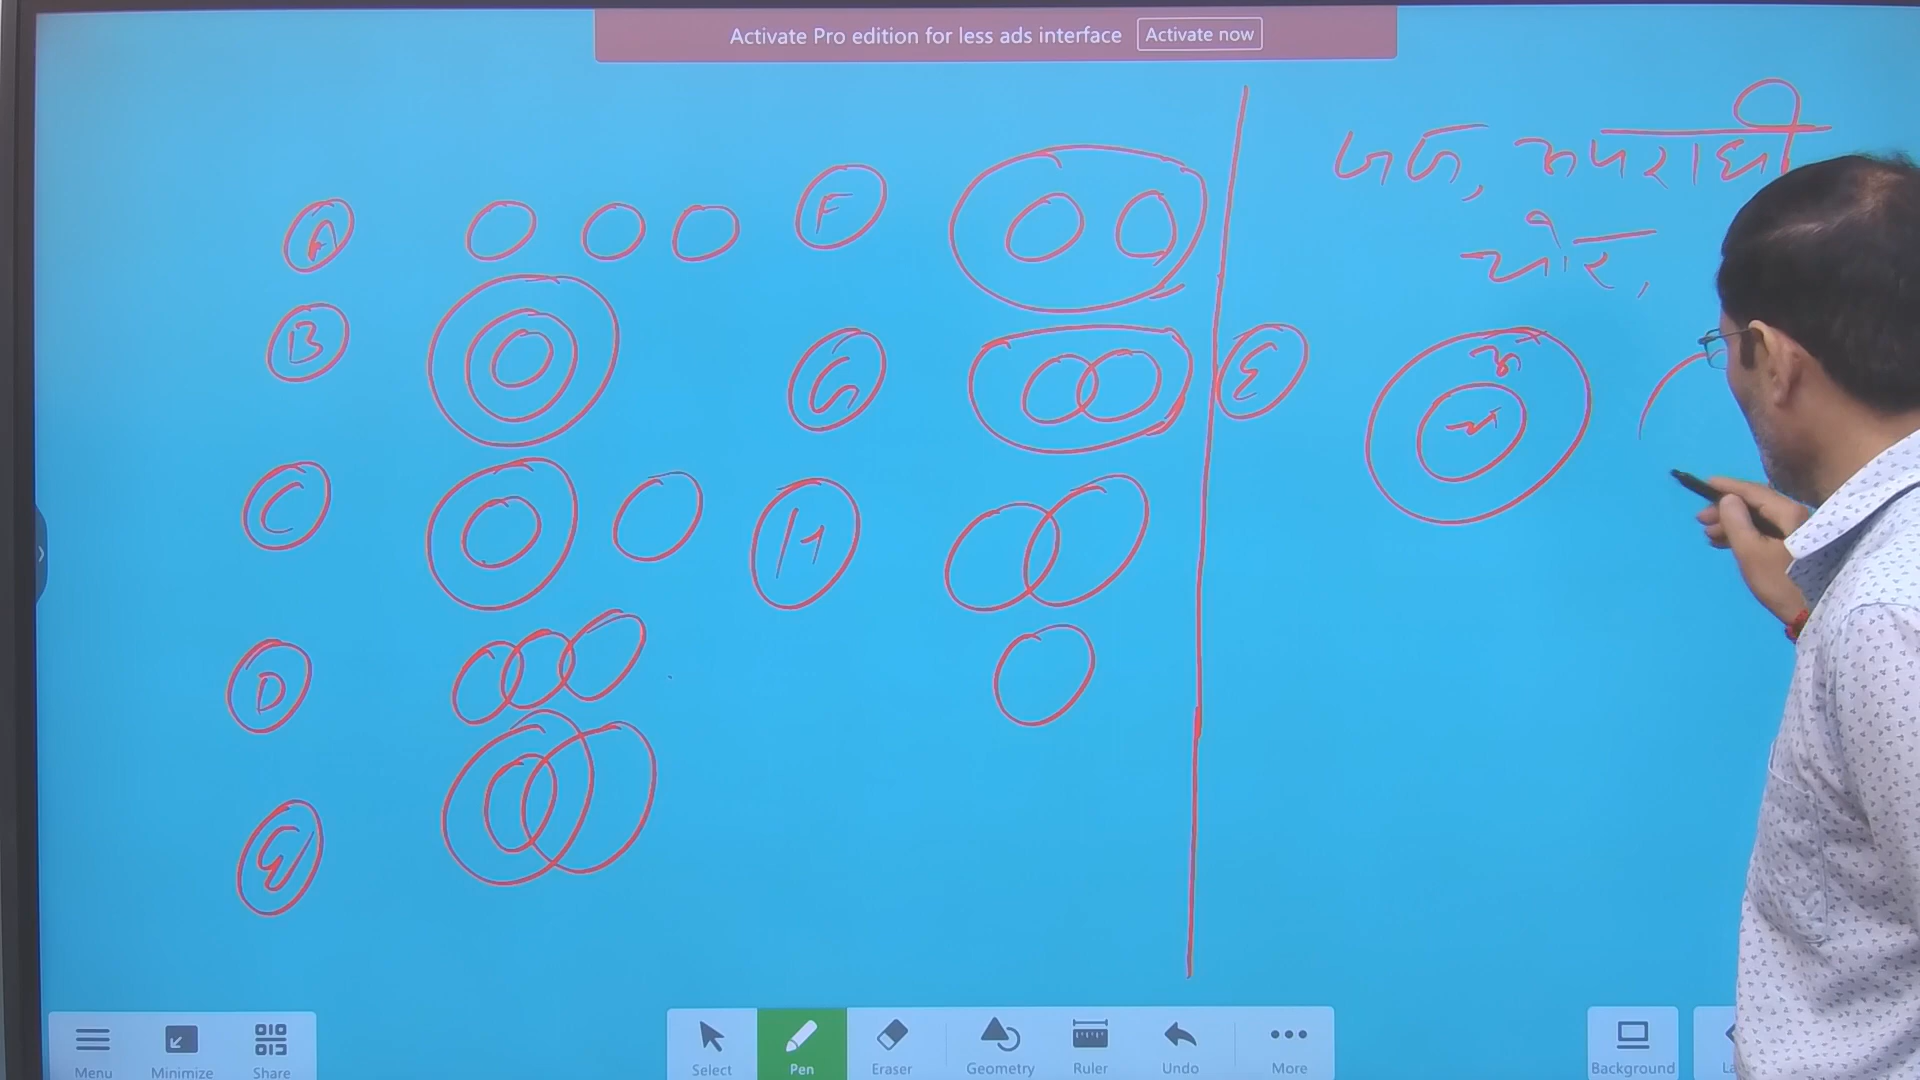 Activate Pro edition for less ads interface Activate now
A
B
C
D
E
F
G
H
जज, अपराधी
चोर,
E
अ
च
Menu Minimize Share Select Pen Eraser Geometry Ruler Undo More Background